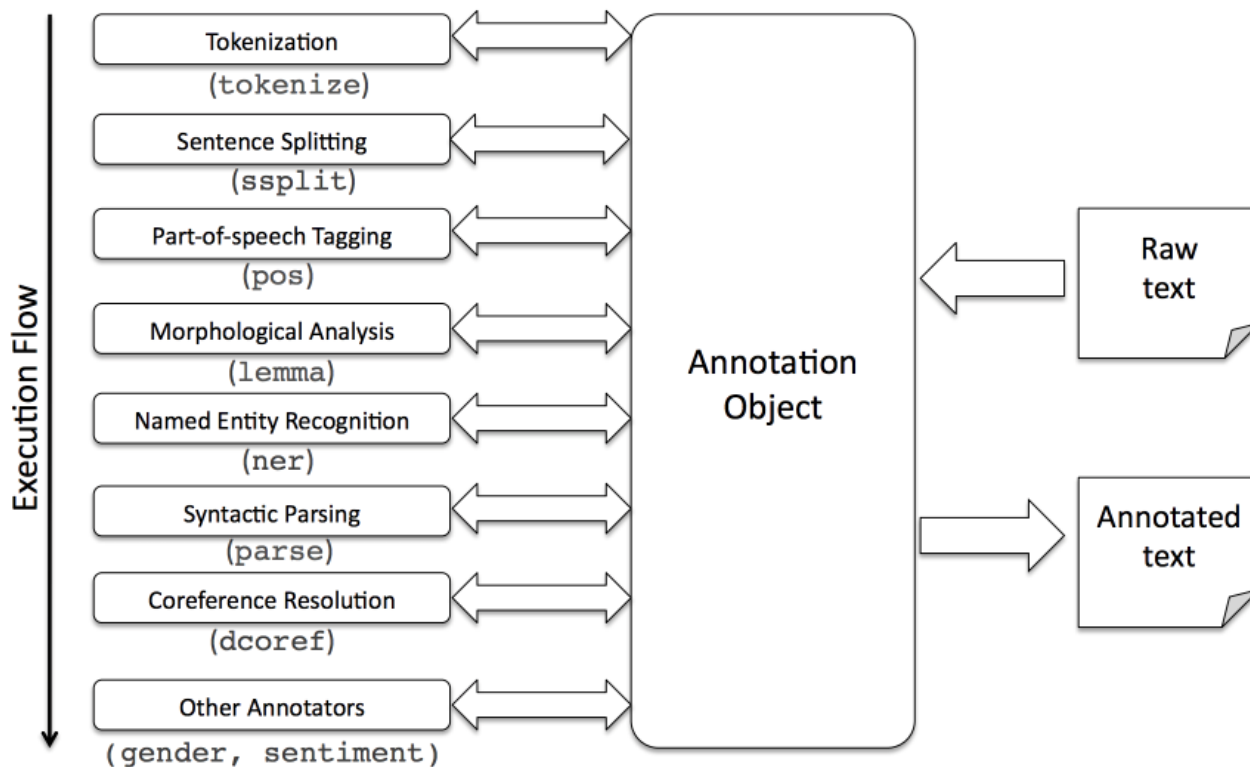 Execution Flow
Tokenization
(tokenize)
Sentence Splitting
(ssplit)
Part-of-speech Tagging
(pos)
Morphological Analysis
(lemma)
Named Entity Recognition
(ner)
Syntactic Parsing
(parse)
Coreference Resolution
(dcoref)
Other Annotators
(gender, sentiment)
Annotation
Object
Raw
text
Annotated
text